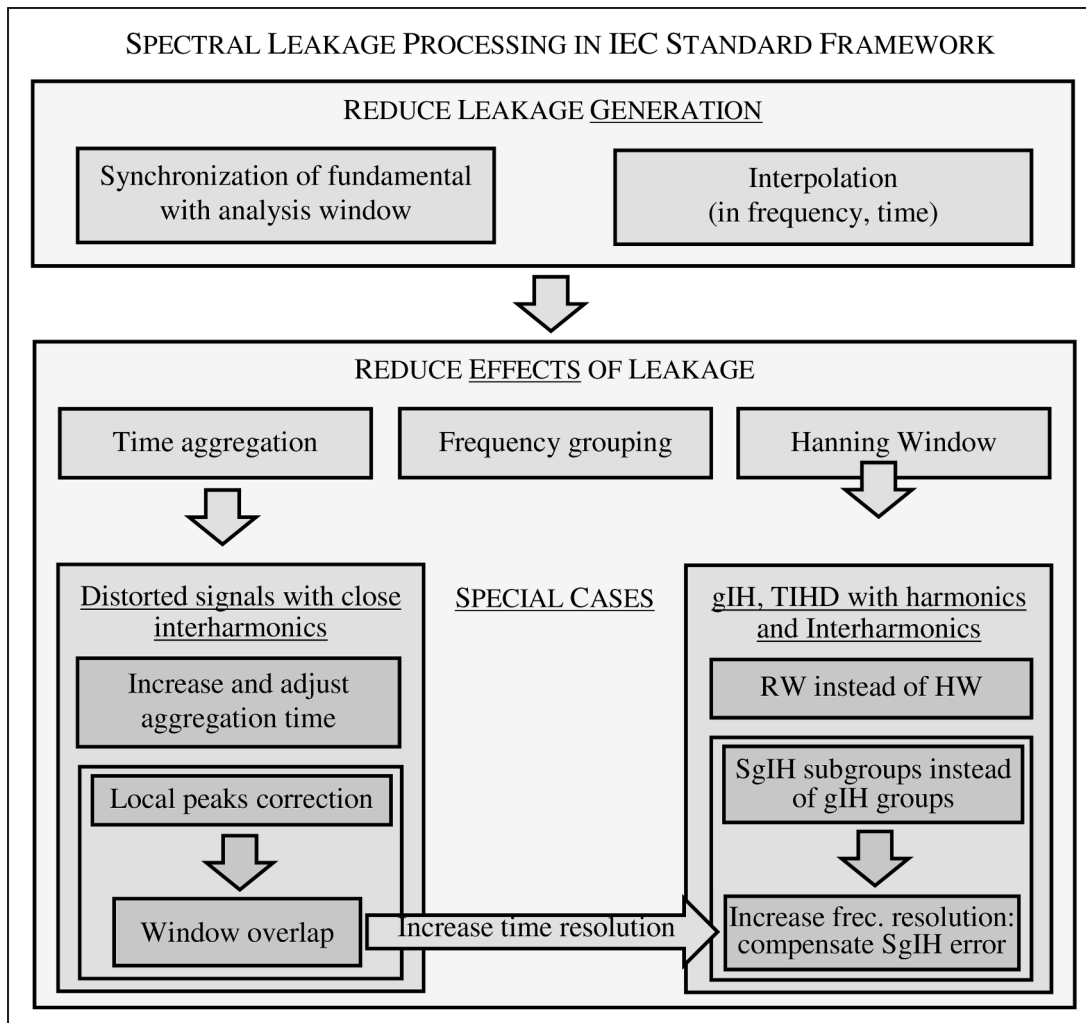 SPECTRAL LEAKAGE PROCESSING IN IEC STANDARD FRAMEWORK
REDUCE LEAKAGE GENERATION
Synchronization of fundamental
with analysis window
Interpolation
(in frequency, time)
REDUCE EFFECTS OF LEAKAGE
Time aggregation
Frequency grouping
Hanning Window
Distorted signals with close
interharmonics
Increase and adjust
aggregation time
Local peaks correction
Window overlap
SPECIAL CASES
Increase time resolution
gIH, TIHD with harmonics
and Interharmonics
RW instead of HW
SgIH subgroups instead
of gIH groups
Increase frec. resolution:
compensate SgIH error